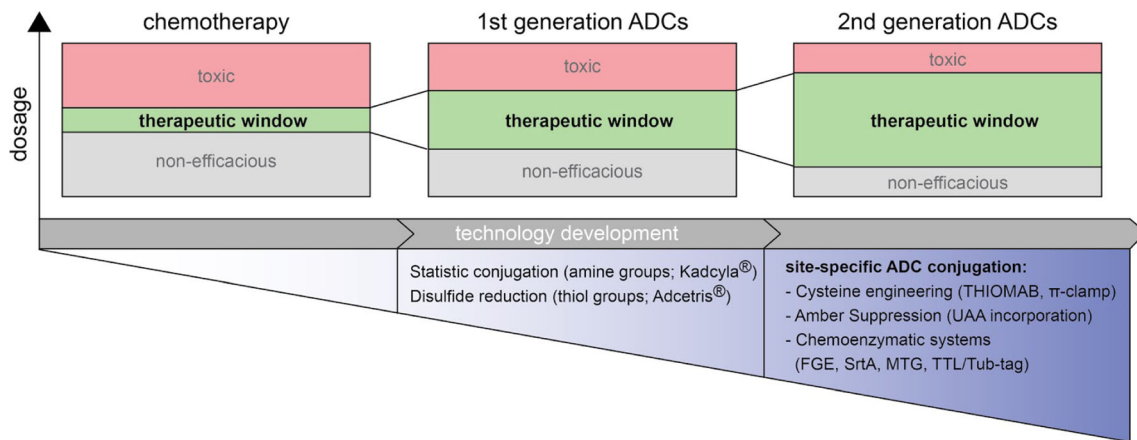 chemotherapy
1st generation ADCs
2nd generation ADCs
dosage
toxic
therapeutic window
non-efficacious
toxic
therapeutic window
non-efficacious
toxic
therapeutic window
non-efficacious
technology development
Statistic conjugation (amine groups; Kadcyla®)
Disulfide reduction (thiol groups; Adcetris®)
site-specific ADC conjugation:
- Cysteine engineering (THIOMAB, π-clamp)
- Amber Suppression (UAA incorporation)
- Chemoenzymatic systems
(FGE, SrtA, MTG, TTL/Tub-tag)